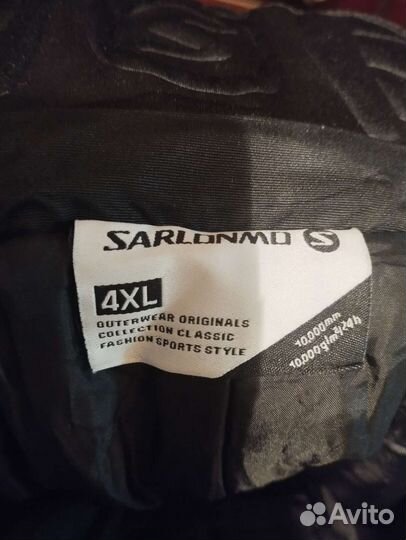 SARLONMO S
4XL
OUTERWEAR ORIGINALS
COLLECTION CLASSIC
FASHION SPORTS STYLE
10.000mm
10.000g/m²/24h
Avito